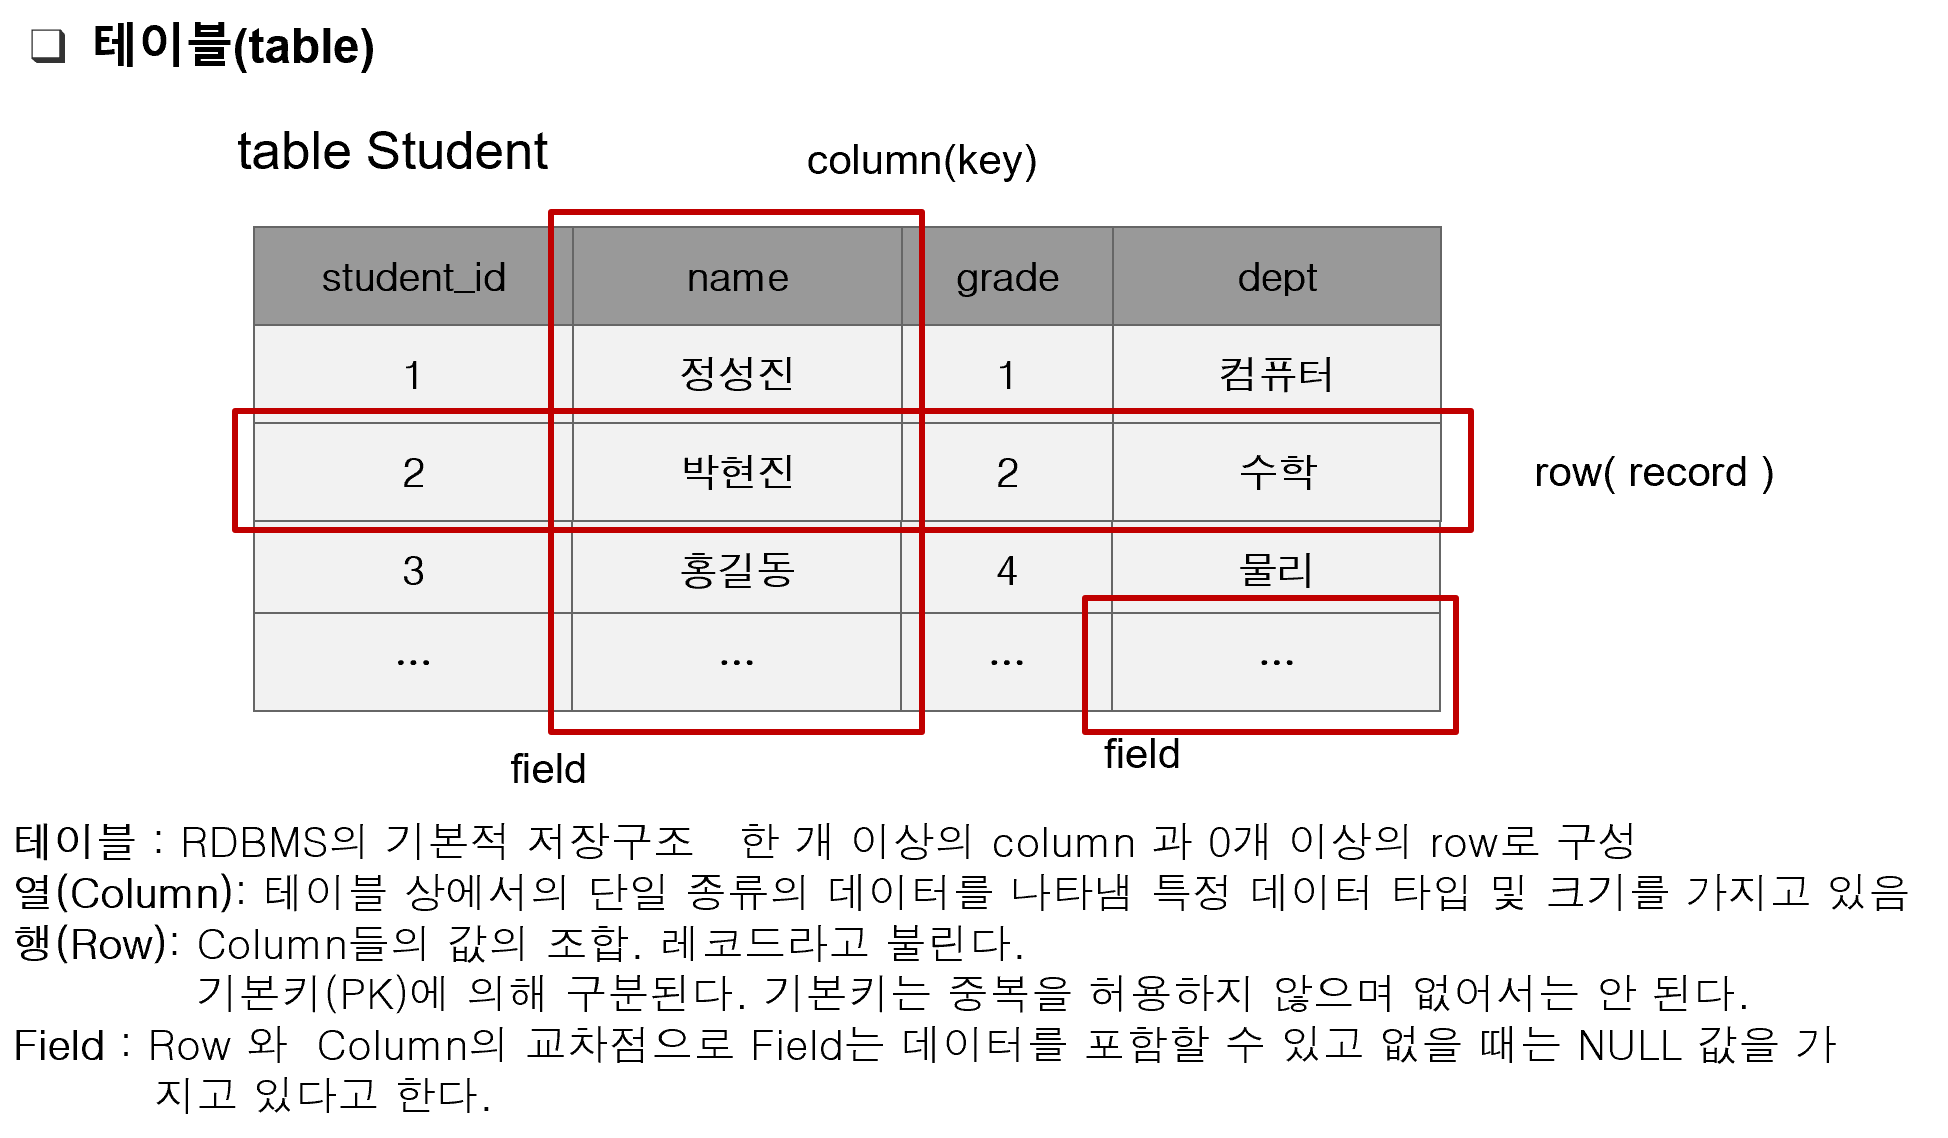 ❑ 테이블(table)
table Student
column(key)
student_id name grade dept
1 정성진 1 컴퓨터
2 박현진 2 수학
row( record )
3 홍길동 4 물리
... ... ... ...
field
field
테이블 : RDBMS의 기본적 저장구조 한 개 이상의 column 과 0개 이상의 row로 구성
열(Column): 테이블 상에서의 단일 종류의 데이터를 나타냄 특정 데이터 타입 및 크기를 가지고 있음
행(Row): Column들의 값의 조합. 레코드라고 불린다.
기본키(PK)에 의해 구분된다. 기본키는 중복을 허용하지 않으며 없어서는 안 된다.
Field : Row 와 Column의 교차점으로 Field는 데이터를 포함할 수 있고 없을 때는 NULL 값을 가
지고 있다고 한다.